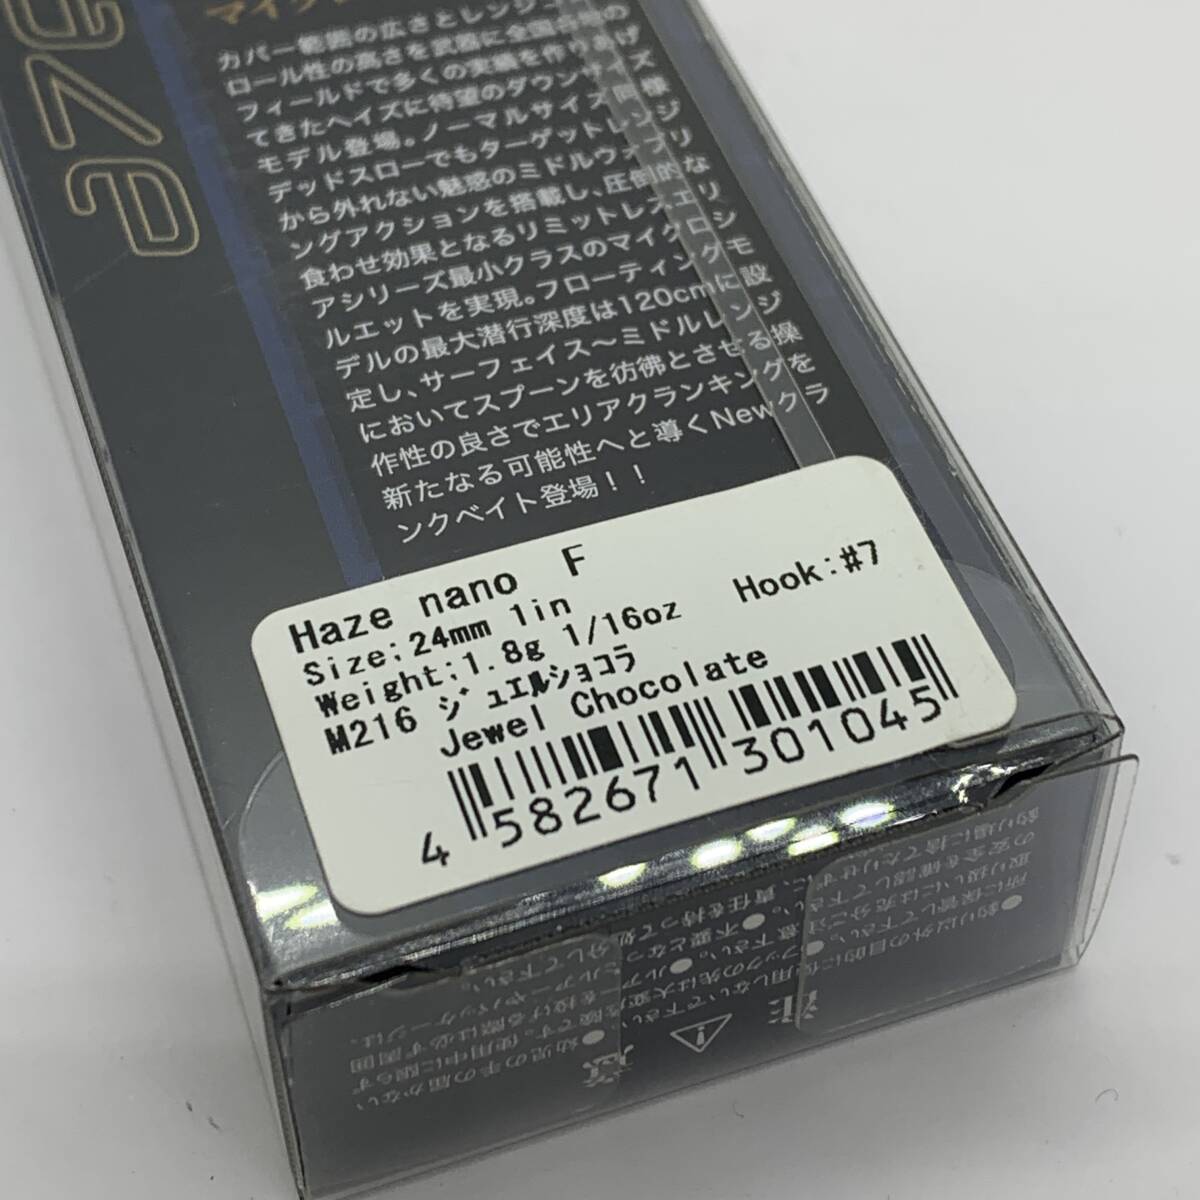 aze
カバー範囲の広さとレンジコント
ロール性の高さを武器に全国各地の
フィールドで多くの実績を作りあげ
てきたヘイズに待望のダウンサイズ
モデル登場。ノーマルサイズ同様
デッドスローでもターゲットレンジ
から外れない魅惑のミドルウォブリ
ングアクションを搭載し、圧倒的な
食わせ効果となるリミットレスエリ
アシリーズ最小クラスのマイクロシ
ルエットを実現。フローティングモ
デルの最大潜行深度は120cmに設
定し、サーフェイス〜ミドルレンジ
においてスプーンを彷彿とさせる操
作性の良さでエリアクランキングを
新たなる可能性へと導くNewクラ
ンクベイト登場！！
Haze nano F
Size:24mm 1in Hook:#7
Weight:1.8g 1/16oz
M216 ジュエルショコラ
Jewel Chocolate
4 582671 301045